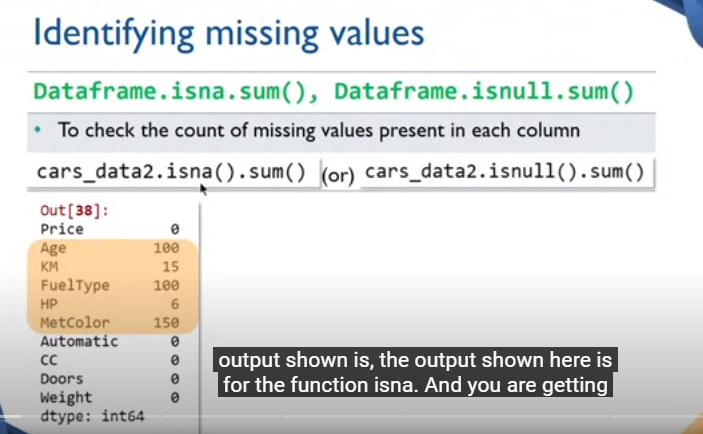 Identifying missing values
Dataframe.isna.sum(), Dataframe.isnull.sum()
• To check the count of missing values present in each column
cars_data2.isna().sum() (or) cars_data2.isnull().sum()
Out[38]:
Price 0
Age 100
KM 15
FuelType 100
HP 6
MetColor 150
Automatic 0
CC 0
Doors 0
Weight 0
dtype: int64
output shown is, the output shown here is
for the function isna. And you are getting